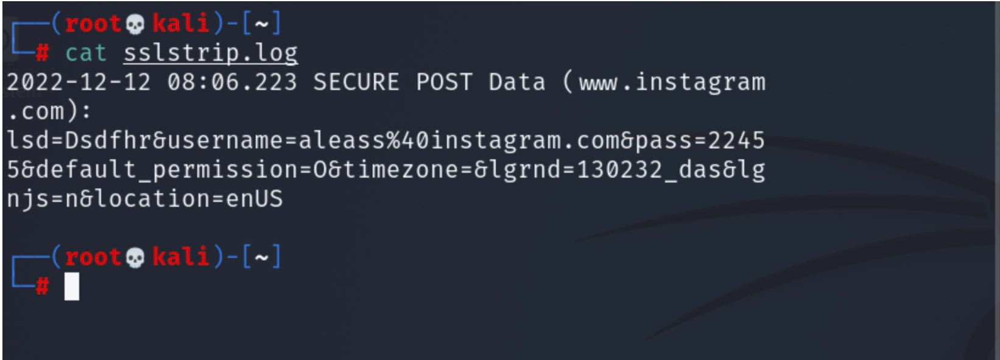 ┌──(root💀kali)-[~]
└─# cat sslstrip.log
2022-12-12 08:06.223 SECURE POST Data (www.instagram
.com):
lsd=Dsdfhr&username=aleass%40instagram.com&pass=2245
5&default_permission=O&timezone=&lgrnd=130232_das&lg
njs=n&location=enUS
┌──(root💀kali)-[~]
└─#